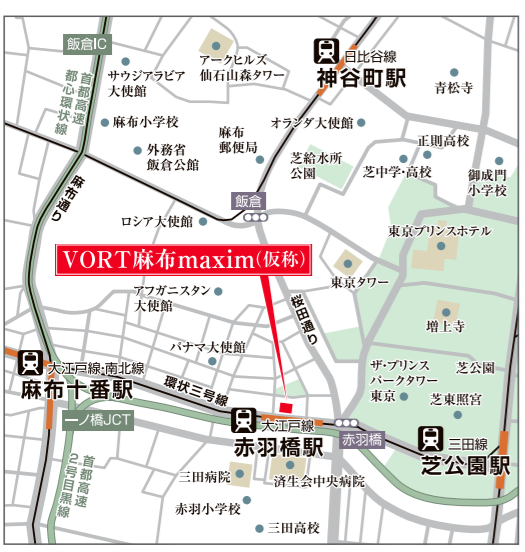 飯倉IC
首都高速
都心環状線
サウジアラビア
大使館
アークヒルズ
仙石山森タワー
日比谷線
神谷町駅
青松寺
麻布小学校
外務省
飯倉公館
麻布
郵便局
オランダ大使館
芝給水所
公園
正則高校
芝中学・高校
御成門
小学校
麻布通り
飯倉
ロシア大使館
東京プリンスホテル
VORT麻布maxim(仮称)
東京タワー
アフガニスタン
大使館
桜田通り
増上寺
パナマ大使館
大江戸線・南北線
麻布十番駅
環状三号線
ザ・プリンス
パークタワー
東京
芝公園
芝東照宮
一ノ橋JCT
大江戸線
赤羽橋駅
赤羽橋
三田線
芝公園駅
首都高速
2号目黒線
三田病院
済生会中央病院
赤羽小学校
三田高校